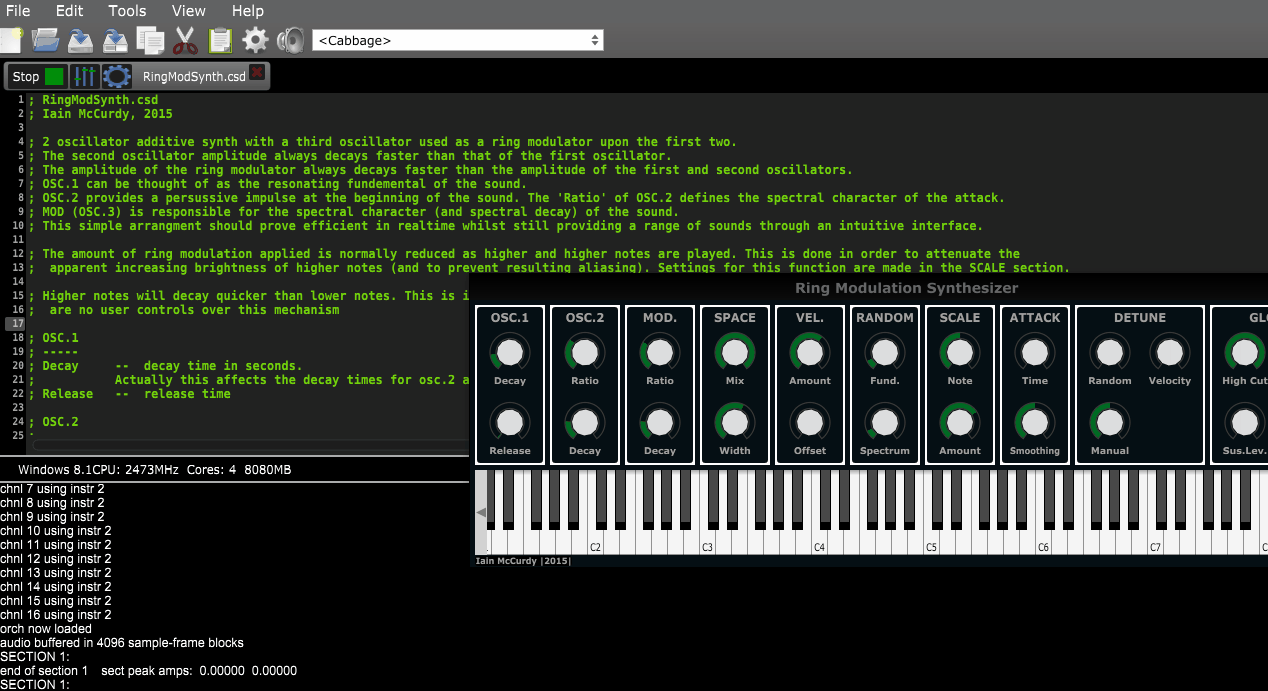 File Edit Tools View Help
<Cabbage>
Stop RingModSynth.csd
1 ; RingModSynth.csd
2 ; Iain McCurdy, 2015
3
4 ; 2 oscillator additive synth with a third oscillator used as a ring modulator upon the first two.
5 ; The second oscillator amplitude always decays faster than that of the first oscillator.
6 ; The amplitude of the ring modulator always decays faster than the amplitude of the first and second oscillators.
7 ; OSC.1 can be thought of as the resonating fundemental of the sound.
8 ; OSC.2 provides a persussive impulse at the beginning of the sound. The 'Ratio' of OSC.2 defines the spectral character of the attack.
9 ; MOD (OSC.3) is responsible for the spectral character (and spectral decay) of the sound.
10 ; This simple arrangment should prove efficient in realtime whilst still providing a range of sounds through an intuitive interface.
11
12 ; The amount of ring modulation applied is normally reduced as higher and higher notes are played. This is done in order to attenuate the
13 ;  apparent increasing brightness of higher notes (and to prevent resulting aliasing). Settings for this function are made in the SCALE section.
14
15 ; Higher notes will decay quicker than lower notes. This is i
16 ;  are no user controls over this mechanism
17
18 ; OSC.1
19 ; -----
20 ; Decay     --  decay time in seconds.
21 ;           Actually this affects the decay times for osc.2 a
22 ; Release   --  release time
23
24 ; OSC.2
25
Ring Modulation Synthesizer
OSC.1 OSC.2 MOD. SPACE VEL. RANDOM SCALE ATTACK DETUNE GLO
Decay Ratio Ratio Mix Amount Fund. Note Time Random Velocity High Cut
Release Decay Decay Width Offset Spectrum Amount Smoothing Manual Sus.Lev.
C2 C3 C4 C5 C6 C7 C
Iain McCurdy |2015|
Windows 8.1CPU: 2473MHz  Cores: 4  8080MB
chnl 7 using instr 2
chnl 8 using instr 2
chnl 9 using instr 2
chnl 10 using instr 2
chnl 11 using instr 2
chnl 12 using instr 2
chnl 13 using instr 2
chnl 14 using instr 2
chnl 15 using instr 2
chnl 16 using instr 2
orch now loaded
audio buffered in 4096 sample-frame blocks
SECTION 1:
end of section 1    sect peak amps:  0.00000  0.00000
SECTION 1: